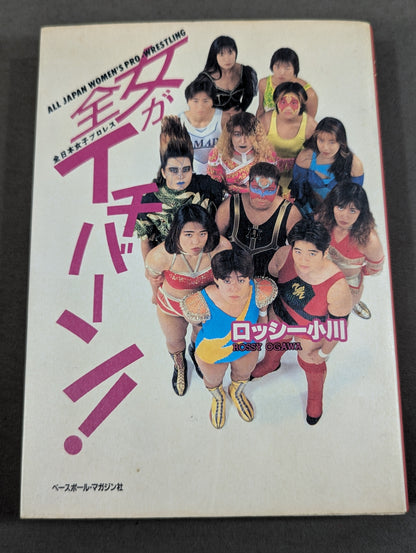 ALL JAPAN WOMEN'S PRO-WRESTLING
全女が
全日本女子プロレス
イチバーン!
ロッシー小川
ROSSY OGAWA
ベースボール・マガジン社